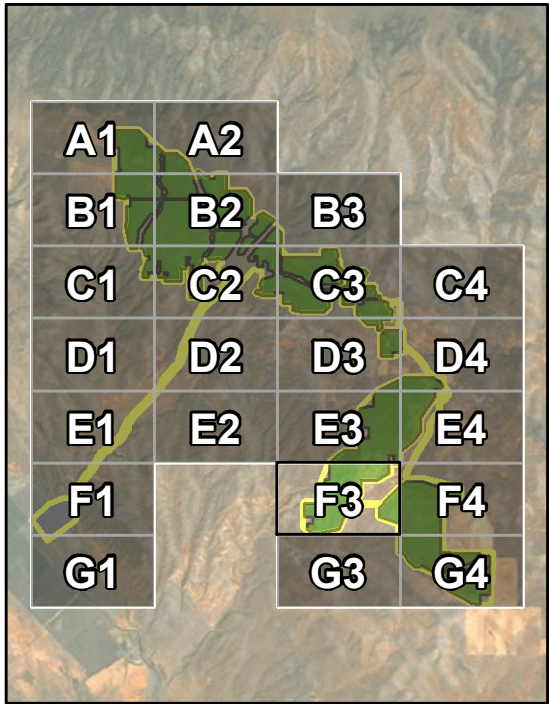 A1 A2
B1 B2 B3
C1 C2 C3 C4
D1 D2 D3 D4
E1 E2 E3 E4
F1 F3 F4
G1 G3 G4